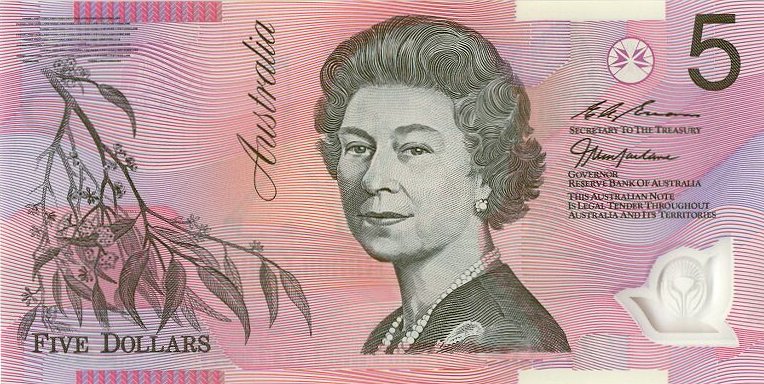 Australia
5
SECRETARY TO THE TREASURY
GOVERNOR
RESERVE BANK OF AUSTRALIA
THIS AUSTRALIAN NOTE
IS LEGAL TENDER THROUGHOUT
AUSTRALIA AND ITS TERRITORIES
FIVE DOLLARS